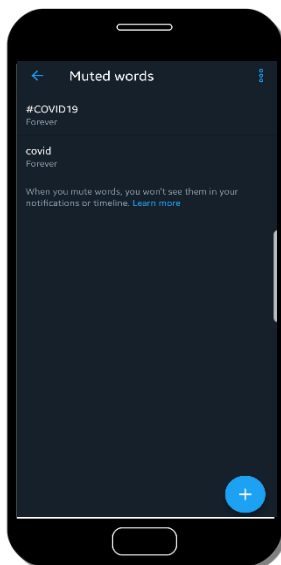 Muted words
#COVID19
Forever
covid
Forever
When you mute words, you won't see them in your
notifications or timeline. Learn more